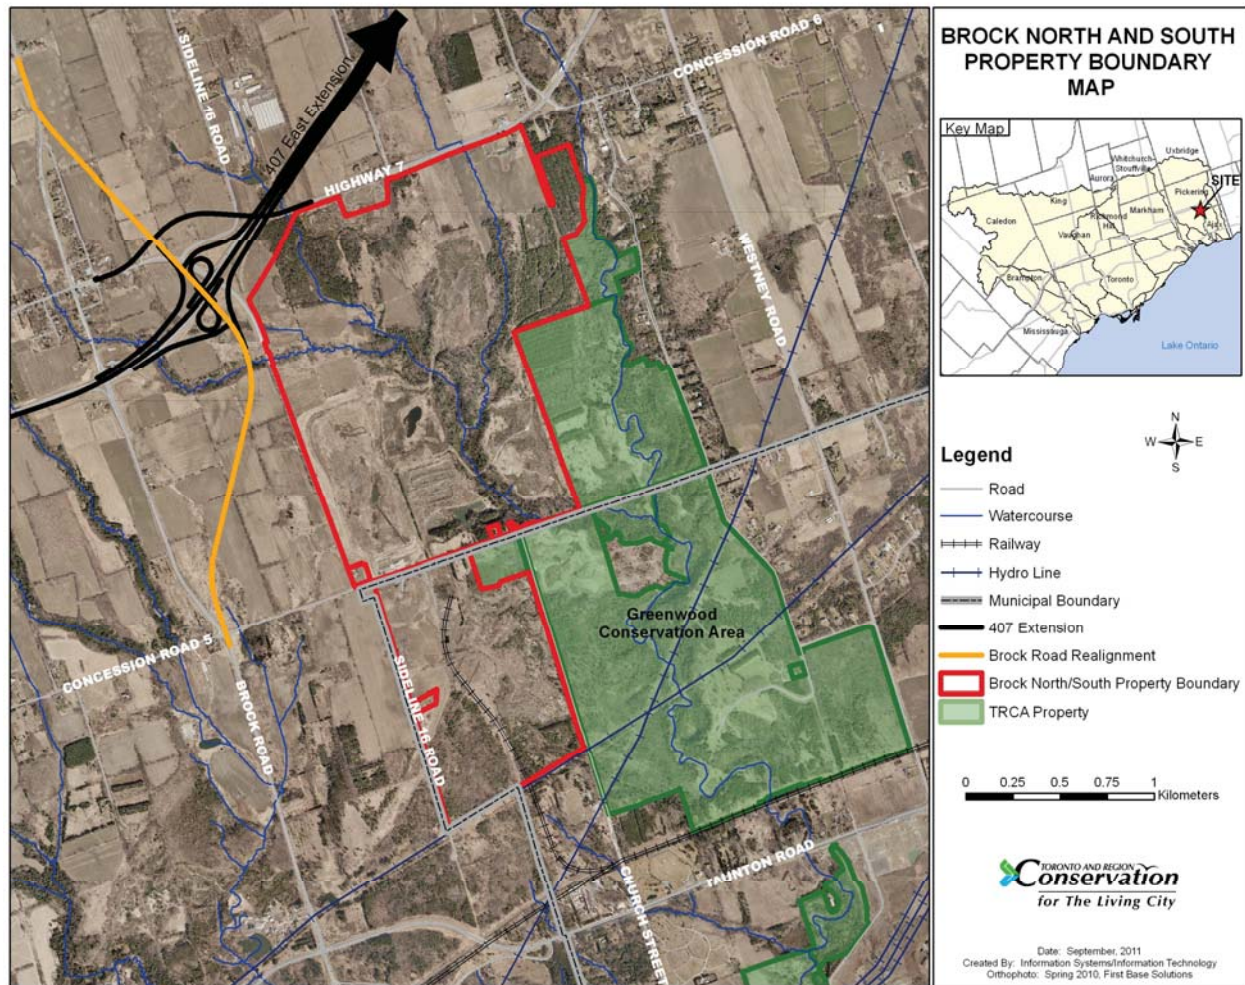 SIDELINE 16 ROAD
407 East Extension
CONCESSION ROAD 6
HIGHWAY 7
WESTNEY ROAD
Greenwood
Conservation Area
CONCESSION ROAD 5
BROCK ROAD
SIDELINE 16 ROAD
CHURCH STREET
TAUNTON ROAD
BROCK NORTH AND SOUTH
PROPERTY BOUNDARY
MAP
Key Map
Uxbridge
Whitchurch-
Stouffville
Aurora
SITE
Pickering
King
Markham
Ajax
Caledon
Richmond
Hill
Vaughan
Brampton
Toronto
Mississauga
Lake Ontario
N
W E
S
Legend
Road
Watercourse
Railway
Hydro Line
Municipal Boundary
407 Extension
Brock Road Realignment
Brock North/South Property Boundary
TRCA Property
0 0.25 0.5 0.75 1
Kilometers
TORONTO AND REGION
Conservation
for The Living City
Date: September, 2011
Created By: Information Systems/Information Technology
Orthophoto: Spring 2010, First Base Solutions